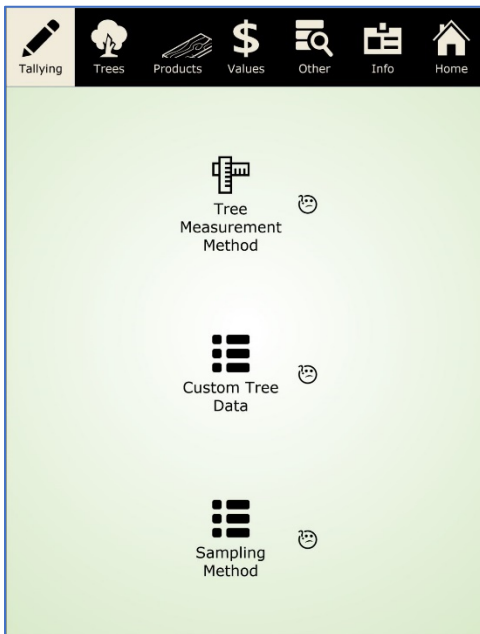 Tallying Trees Products Values Other Info Home
Tree
Measurement
Method
Custom Tree
Data
Sampling
Method